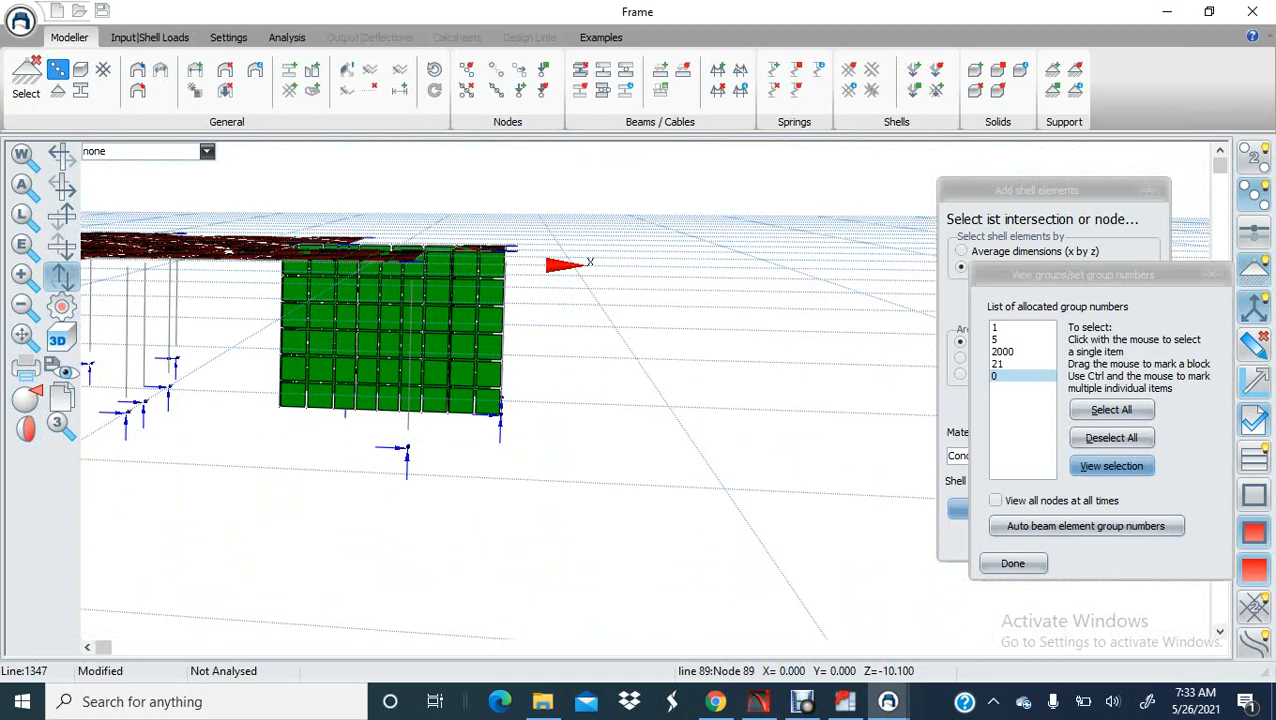 Frame
Modeller Input\Shell Loads Settings Analysis Output/Deflections Calcsheets Design Links Examples
Select
General Nodes Beams / Cables Springs Shells Solids Support
none
W
A
L
E
3D
3
X
2
2
Add shell elements
Select ist intersection or node...
Select shell elements by
Average dimensions (x by z)
View groups/set group numbers
List of allocated group numbers
1
5
2000
21
0
To select:
Click with the mouse to select
a single item
Drag the mouse to mark a block
Use Ctrl and the mouse to mark
multiple individual items
Select All
Deselect All
View selection
View all nodes at all times
Auto beam element group numbers
Done
Are
Mate
Conc
Shell
Activate Windows
Go to Settings to activate Windows.
Line:1347 Modified Not Analysed line 89:Node 89 X= 0.000 Y= 0.000 Z=-10.100
Search for anything
7:33 AM
5/26/2021
1